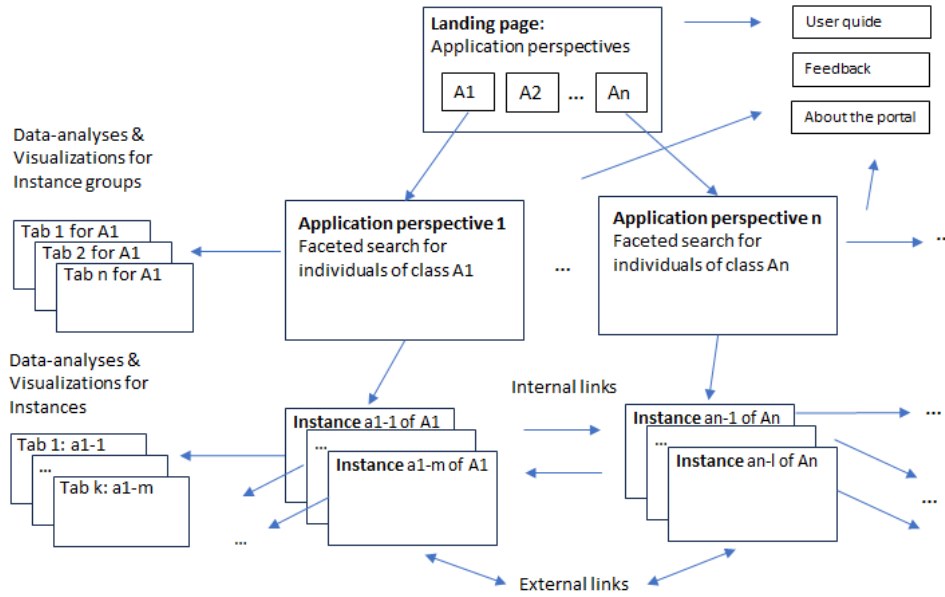 Landing page:
Application perspectives
A1
A2
...
An
User quide
Feedback
About the portal
Data-analyses &
Visualizations for
Instance groups
Tab 1 for A1
Tab 2 for A1
Tab n for A1
Application perspective 1
Faceted search for
individuals of class A1
...
Application perspective n
Faceted search for
individuals of class An
...
Data-analyses &
Visualizations for
Instances
Tab 1: a1-1
...
Tab k: a1-m
...
Instance a1-1 of A1
...
Instance a1-m of A1
Internal links
Instance an-1 of An
...
Instance an-l of An
...
...
External links